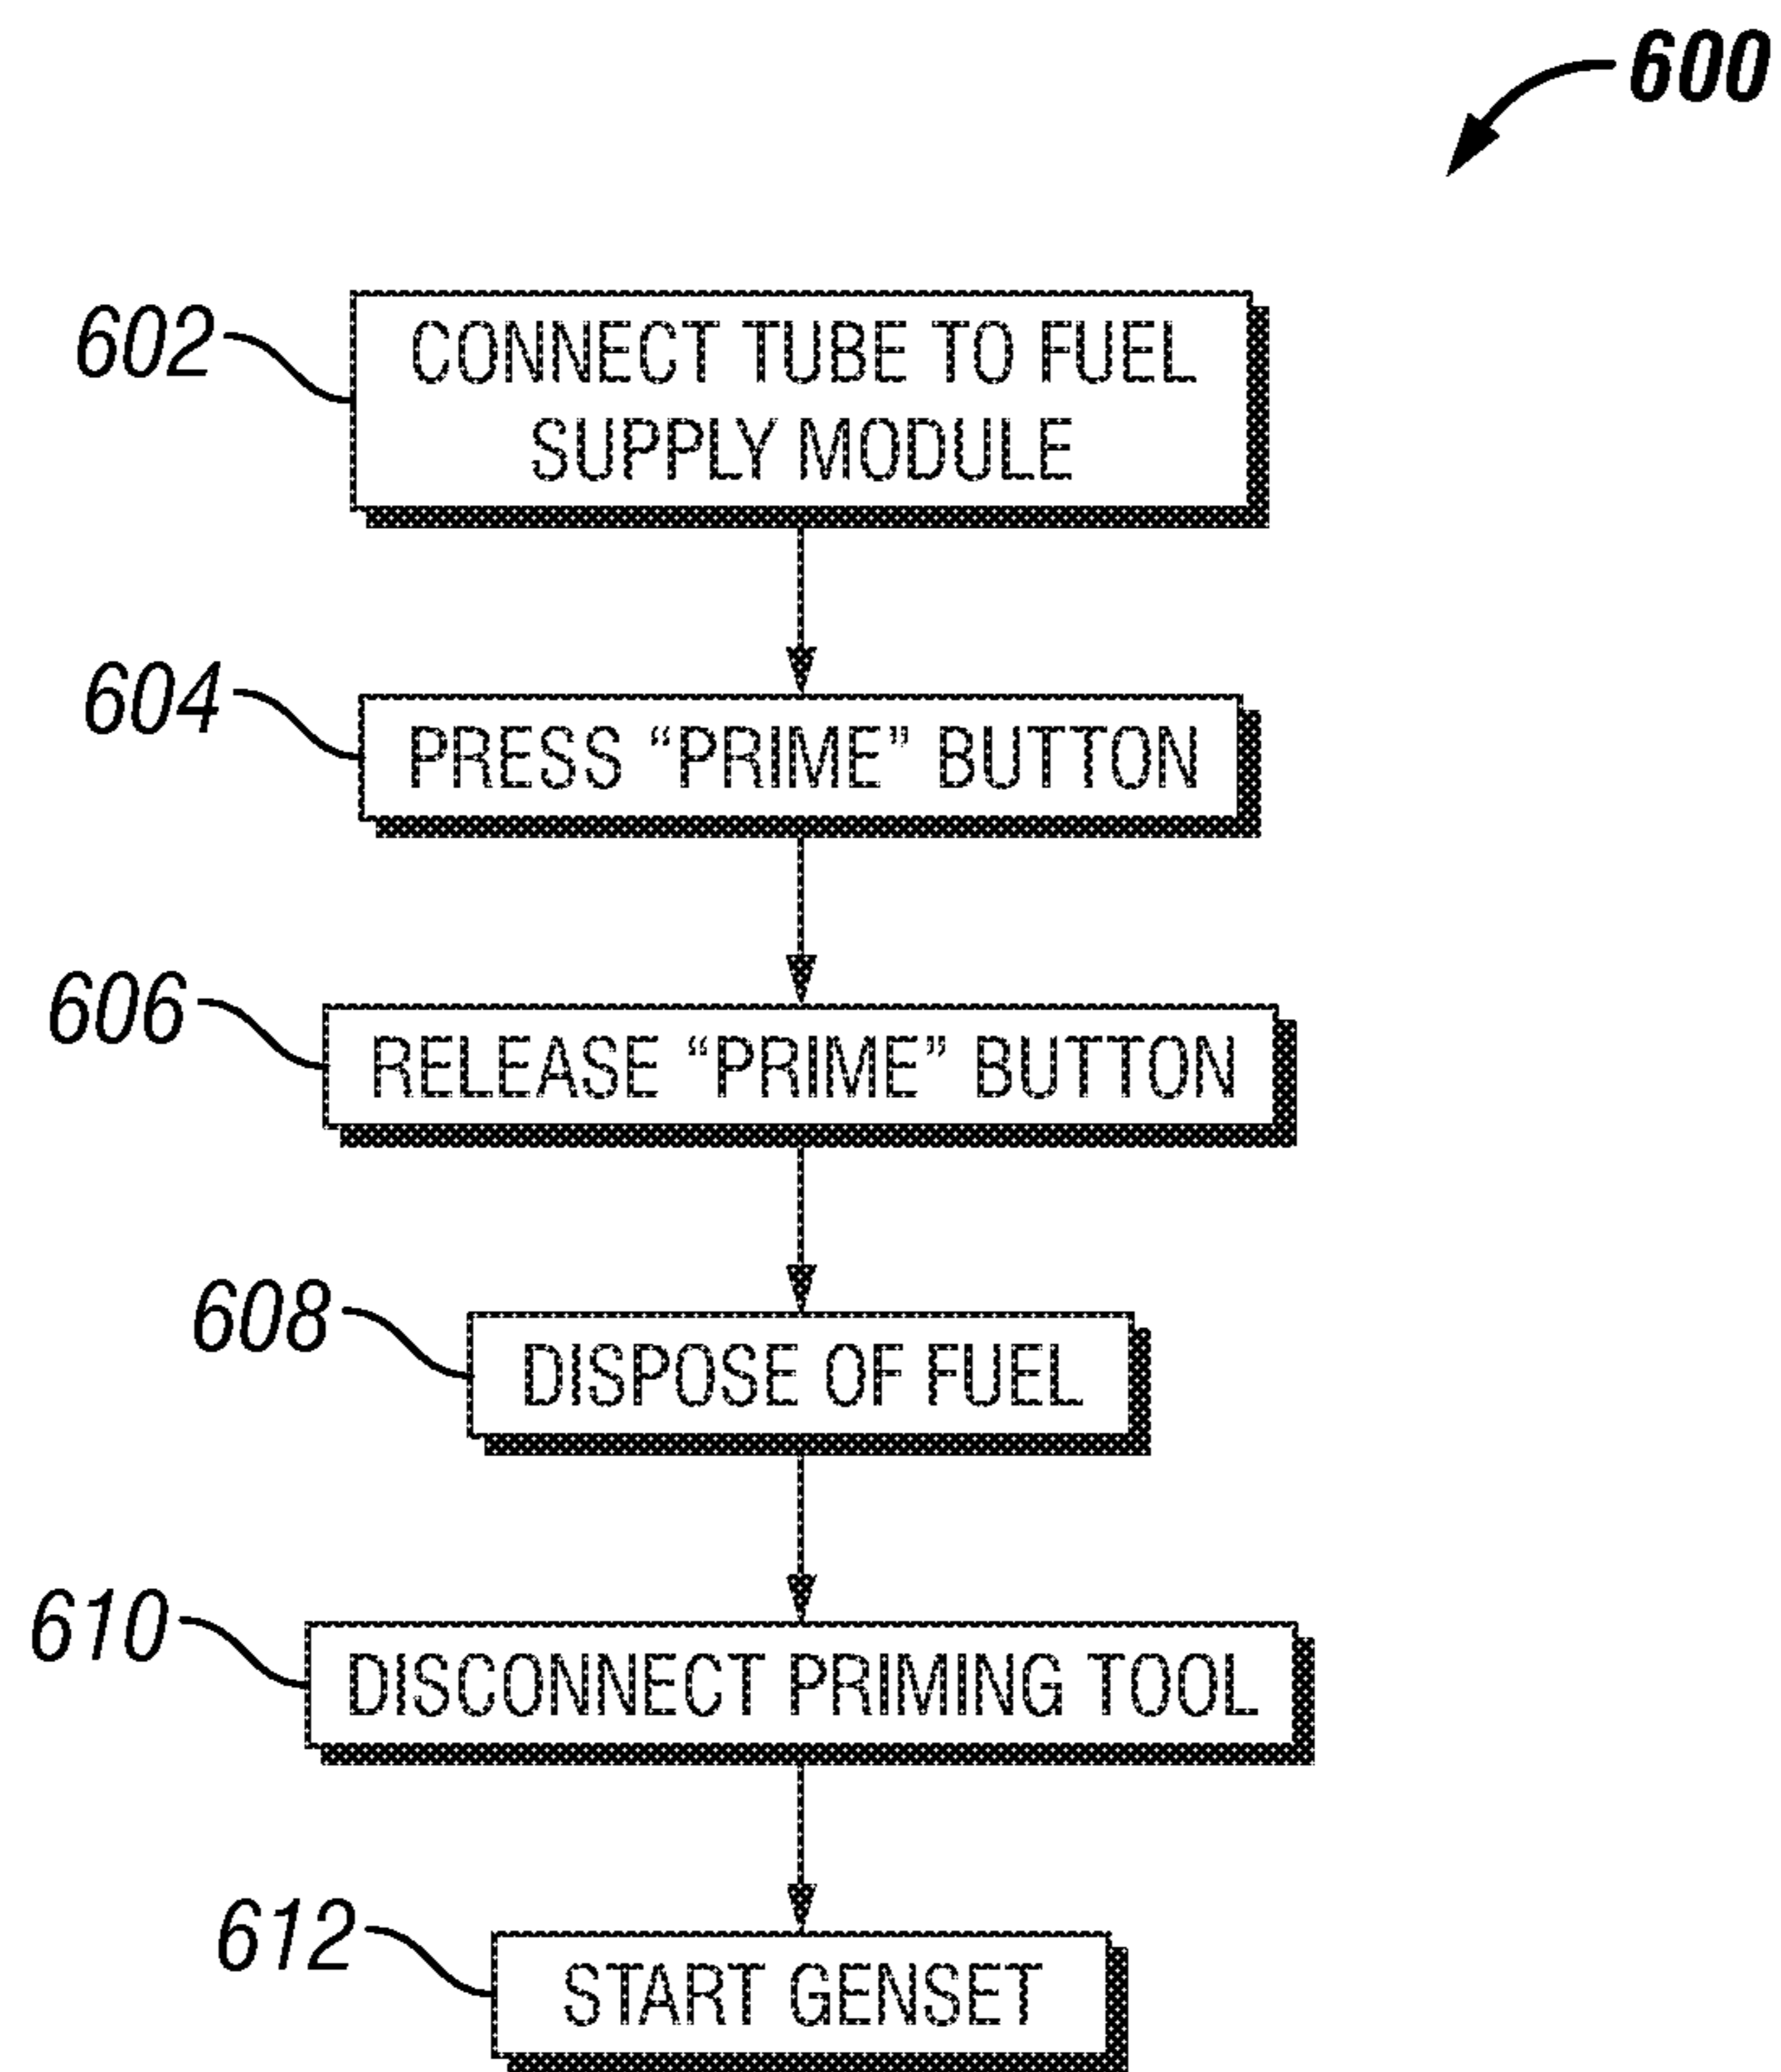 600
602
CONNECT TUBE TO FUEL
SUPPLY MODULE
604
PRESS “PRIME” BUTTON
606
RELEASE “PRIME” BUTTON
608
DISPOSE OF FUEL
610
DISCONNECT PRIMING TOOL
612
START GENSET